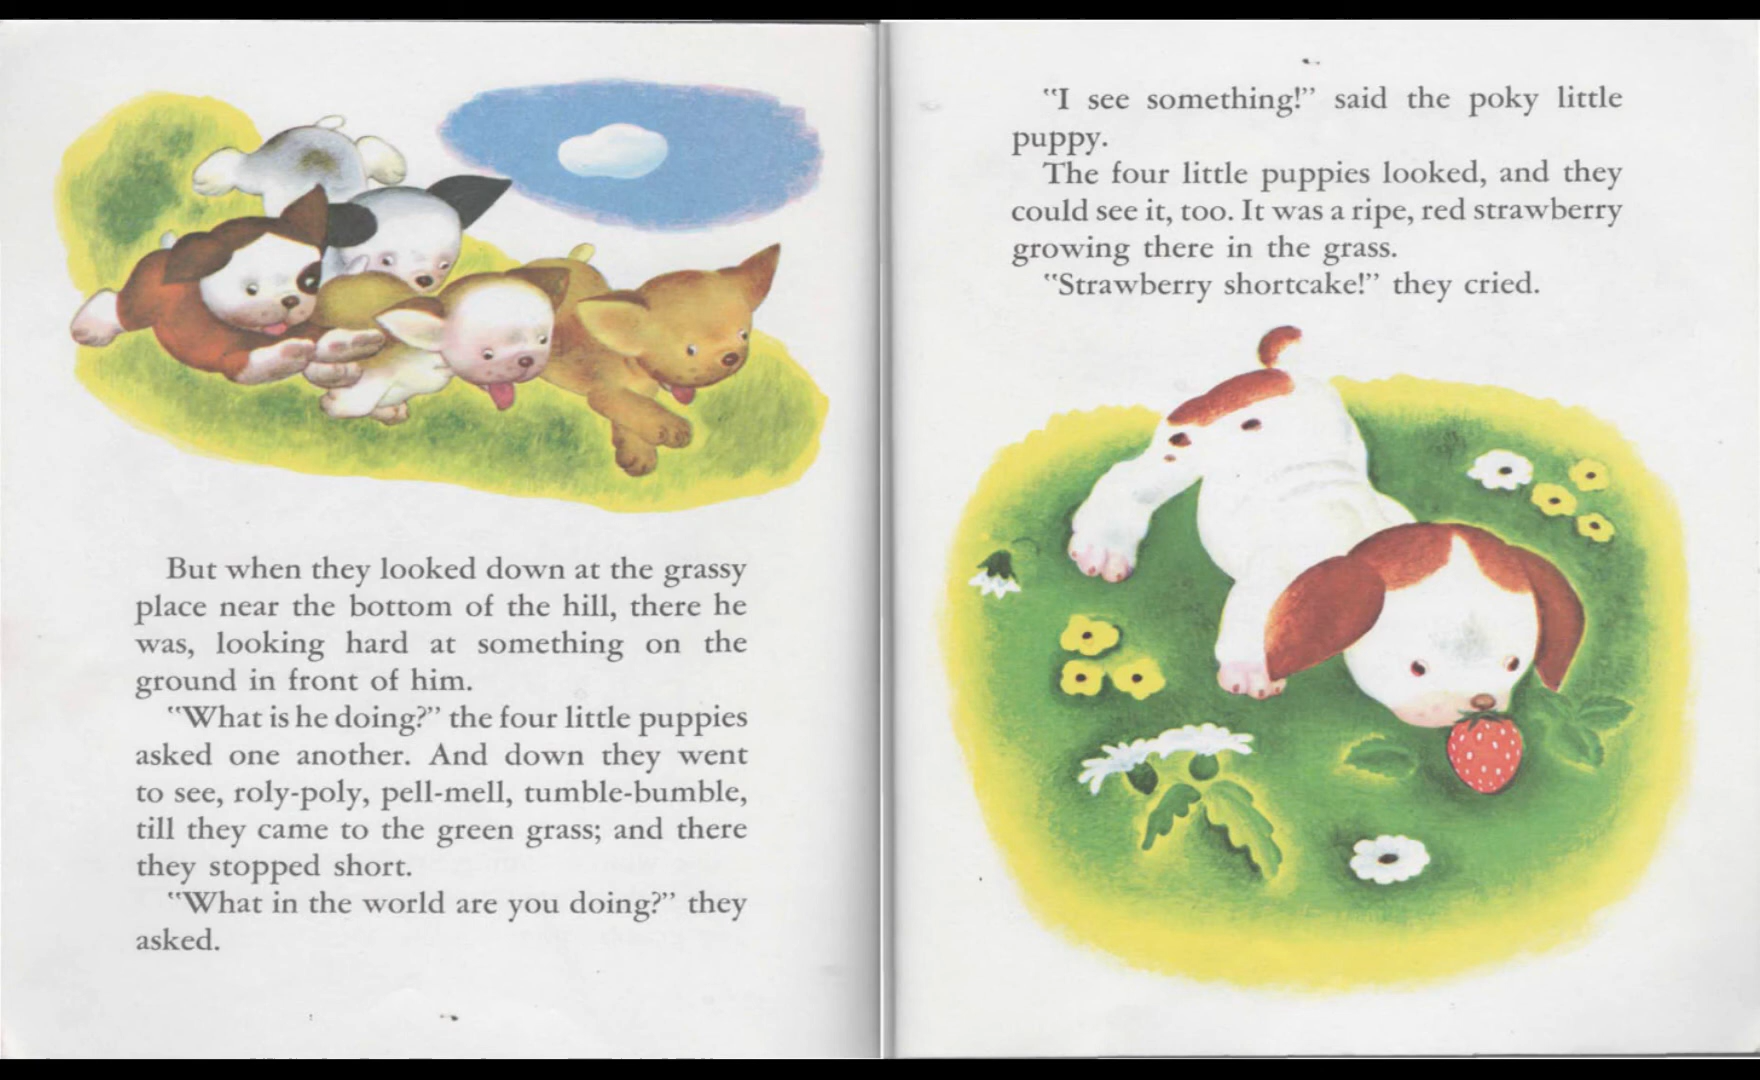 But when they looked down at the grassy
place near the bottom of the hill, there he
was, looking hard at something on the
ground in front of him.
"What is he doing?" the four little puppies
asked one another. And down they went
to see, roly-poly, pell-mell, tumble-bumble,
till they came to the green grass; and there
they stopped short.
"What in the world are you doing?" they
asked.
"I see something!" said the poky little
puppy.
The four little puppies looked, and they
could see it, too. It was a ripe, red strawberry
growing there in the grass.
"Strawberry shortcake!" they cried.